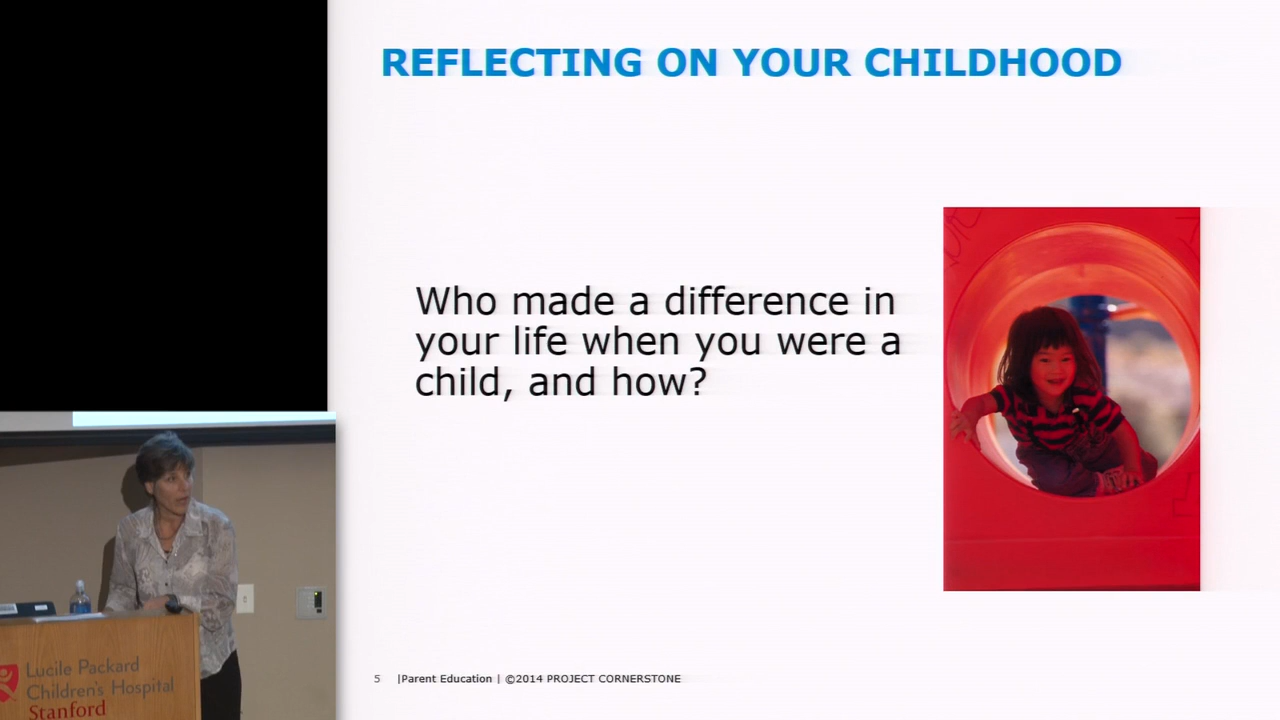 REFLECTING ON YOUR CHILDHOOD
Who made a difference in
your life when you were a
child, and how?
5 |Parent Education | ©2014 PROJECT CORNERSTONE
Lucile Packard
Children's Hospital
Stanford